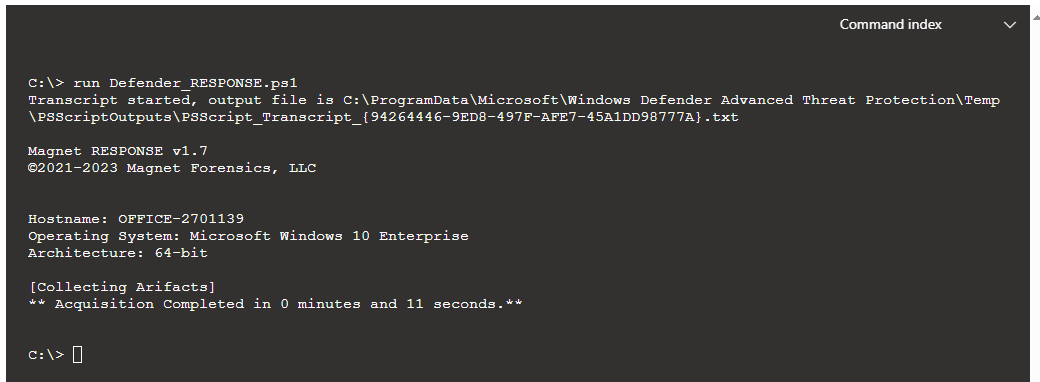 Command index
C:\> run Defender_RESPONSE.ps1
Transcript started, output file is C:\ProgramData\Microsoft\Windows Defender Advanced Threat Protection\Temp
\PSScriptOutputs\PSScript_Transcript_{94264446-9ED8-497F-AFE7-45A1DD98777A}.txt
Magnet RESPONSE v1.7
©2021-2023 Magnet Forensics, LLC
Hostname: OFFICE-2701139
Operating System: Microsoft Windows 10 Enterprise
Architecture: 64-bit
[Collecting Arifacts]
** Acquisition Completed in 0 minutes and 11 seconds.**
C:\>